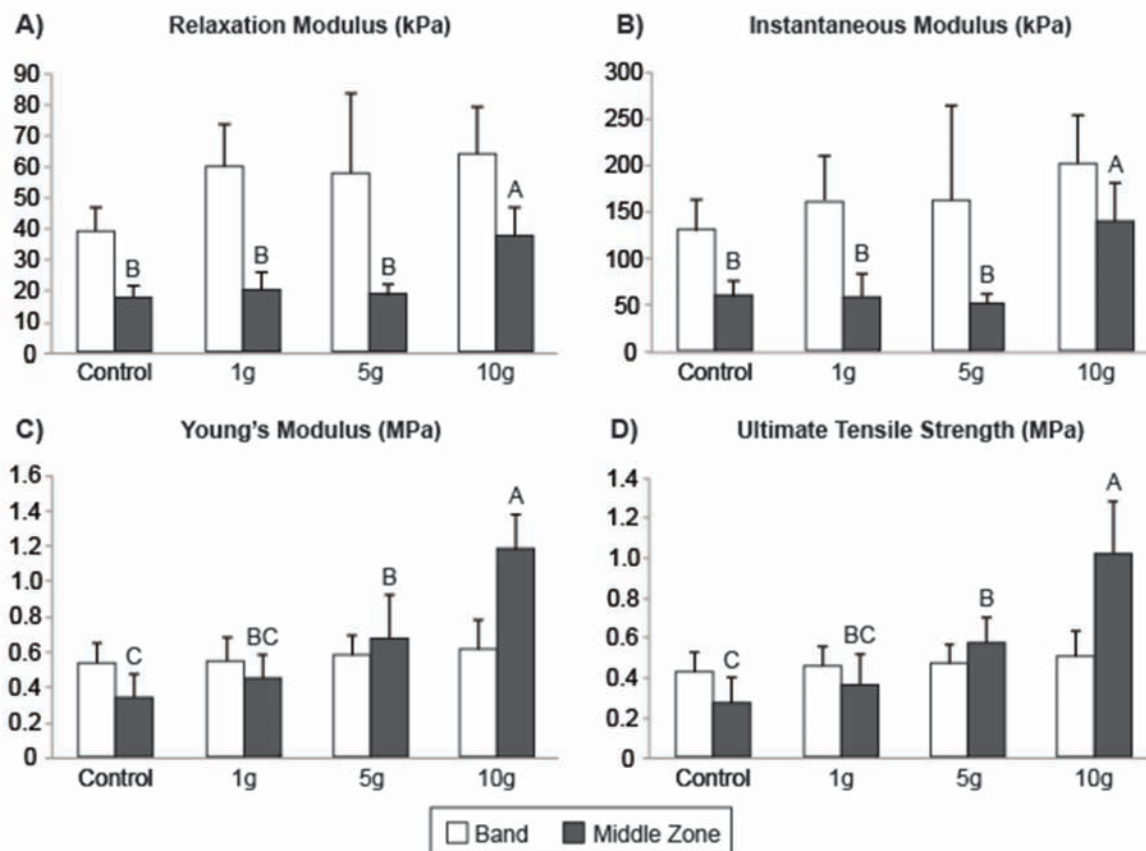 A) Relaxation Modulus (kPa)
90
80
70
60
50
40
30
20
10
0
B
B
B
A
Control 1g 5g 10g
B) Instantaneous Modulus (kPa)
300
250
200
150
100
50
0
B
B
B
A
Control 1g 5g 10g
C) Young's Modulus (MPa)
1.6
1.4
1.2
1.0
0.8
0.6
0.4
0.2
0
C
BC
B
A
Control 1g 5g 10g
D) Ultimate Tensile Strength (MPa)
1.4
1.2
1.0
0.8
0.6
0.4
0.2
0
C
BC
B
A
Control 1g 5g 10g
Band Middle Zone